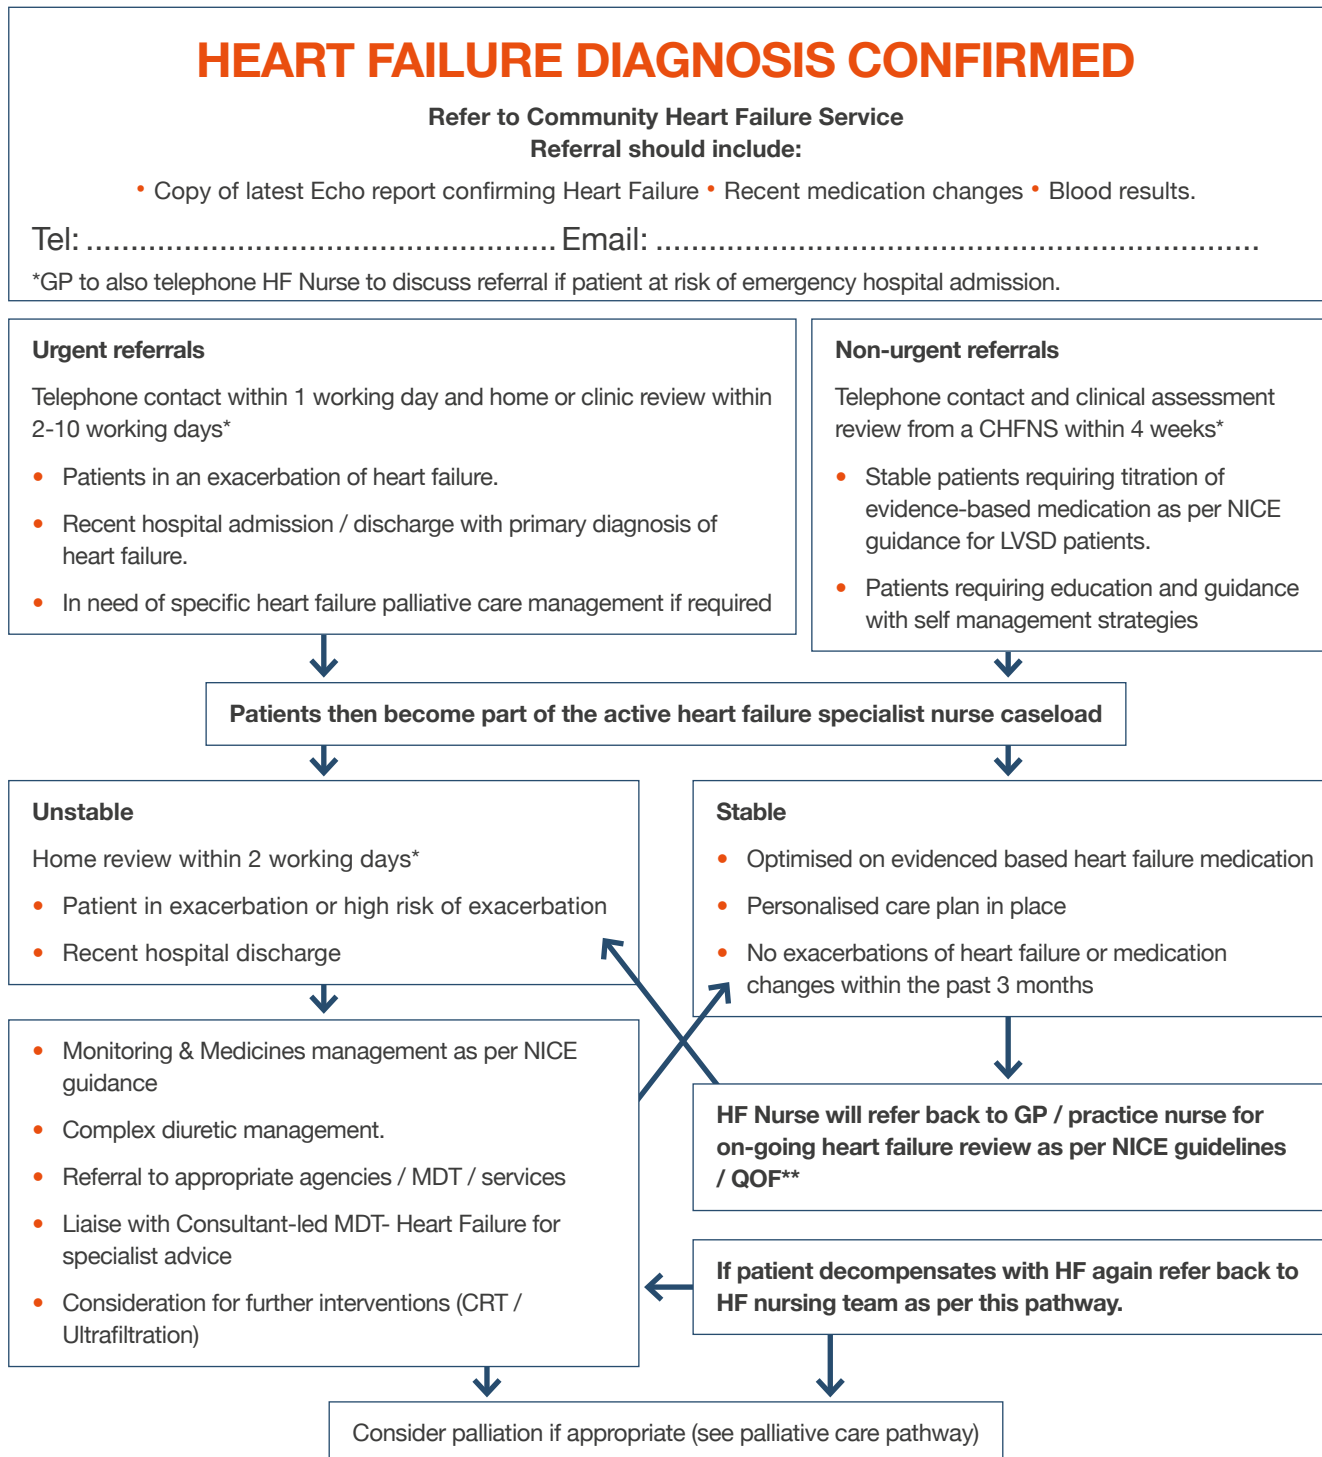 HEART FAILURE DIAGNOSIS CONFIRMED
Refer to Community Heart Failure Service
Referral should include:
• Copy of latest Echo report confirming Heart Failure • Recent medication changes • Blood results.
Tel: ..................................................... Email: ....................................................................
*GP to also telephone HF Nurse to discuss referral if patient at risk of emergency hospital admission.
Urgent referrals
Telephone contact within 1 working day and home or clinic review within
2-10 working days*
• Patients in an exacerbation of heart failure.
• Recent hospital admission / discharge with primary diagnosis of
heart failure.
• In need of specific heart failure palliative care management if required
Non-urgent referrals
Telephone contact and clinical assessment
review from a CHFNS within 4 weeks*
• Stable patients requiring titration of
evidence-based medication as per NICE
guidance for LVSD patients.
• Patients requiring education and guidance
with self management strategies
Patients then become part of the active heart failure specialist nurse caseload
Unstable
Home review within 2 working days*
• Patient in exacerbation or high risk of exacerbation
• Recent hospital discharge
Stable
• Optimised on evidenced based heart failure medication
• Personalised care plan in place
• No exacerbations of heart failure or medication
changes within the past 3 months
• Monitoring & Medicines management as per NICE
guidance
• Complex diuretic management.
• Referral to appropriate agencies / MDT / services
• Liaise with Consultant-led MDT- Heart Failure for
specialist advice
• Consideration for further interventions (CRT /
Ultrafiltration)
HF Nurse will refer back to GP / practice nurse for
on-going heart failure review as per NICE guidelines
/ QOF**
If patient decompensates with HF again refer back to
HF nursing team as per this pathway.
Consider palliation if appropriate (see palliative care pathway)